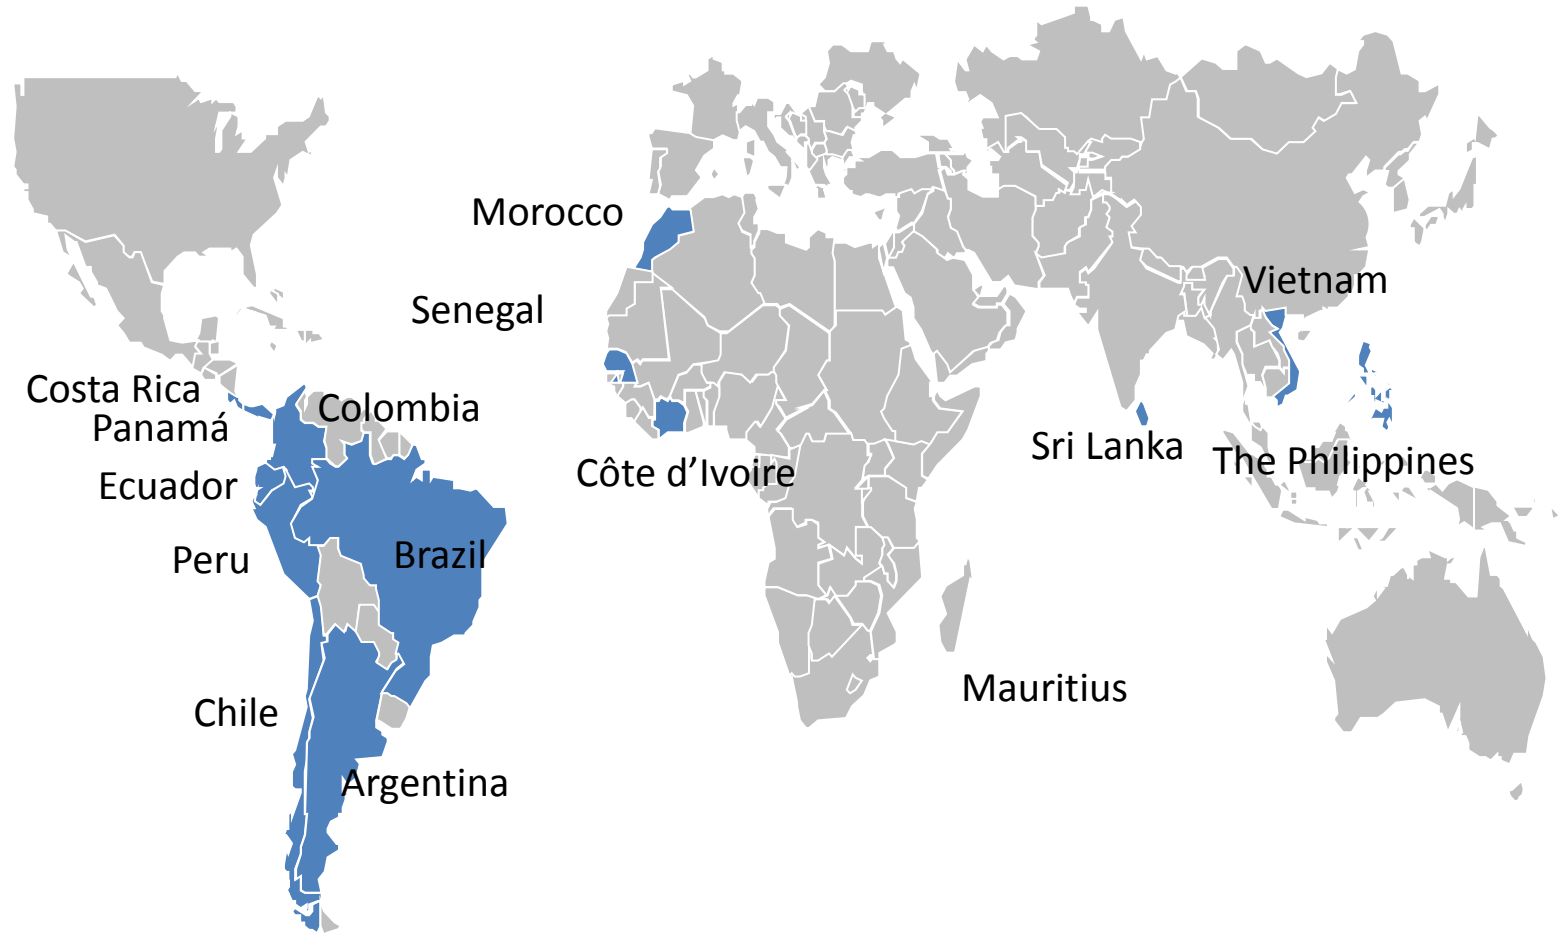 Morocco
Vietnam
Senegal
Costa Rica
Colombia
Panamá
Sri Lanka
The Philippines
Côte d’Ivoire
Ecuador
Brazil
Peru
Mauritius
Chile
Argentina